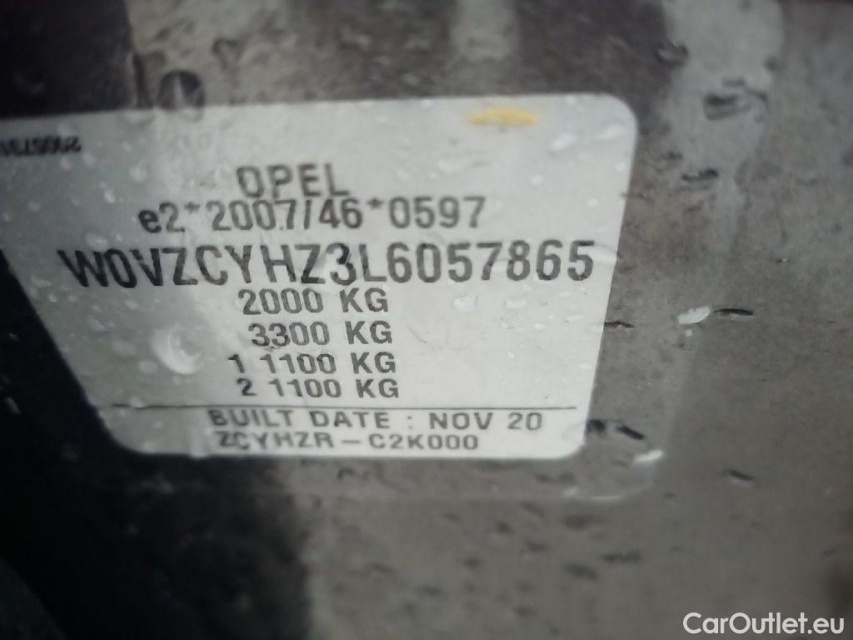 OPEL
e2*2007/46*0597
W0VZCYHZ3L6057865
2000 KG
3300 KG
1 1100 KG
2 1100 KG
BUILT DATE : NOV 20
ZCYHZR-C2K000
CarOutlet.eu